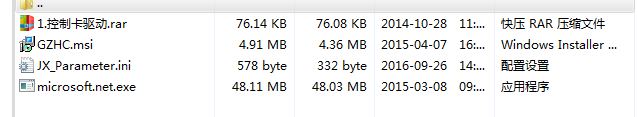 ..
1.控制卡驱动.rar 76.14 KB 76.08 KB 2014-10-28 11:... 快压 RAR 压缩文件
GZHC.msi 4.91 MB 4.36 MB 2015-04-07 16:... Windows Installer ...
JX_Parameter.ini 578 byte 332 byte 2016-09-26 14:... 配置设置
microsoft.net.exe 48.11 MB 48.03 MB 2015-03-08 09:... 应用程序